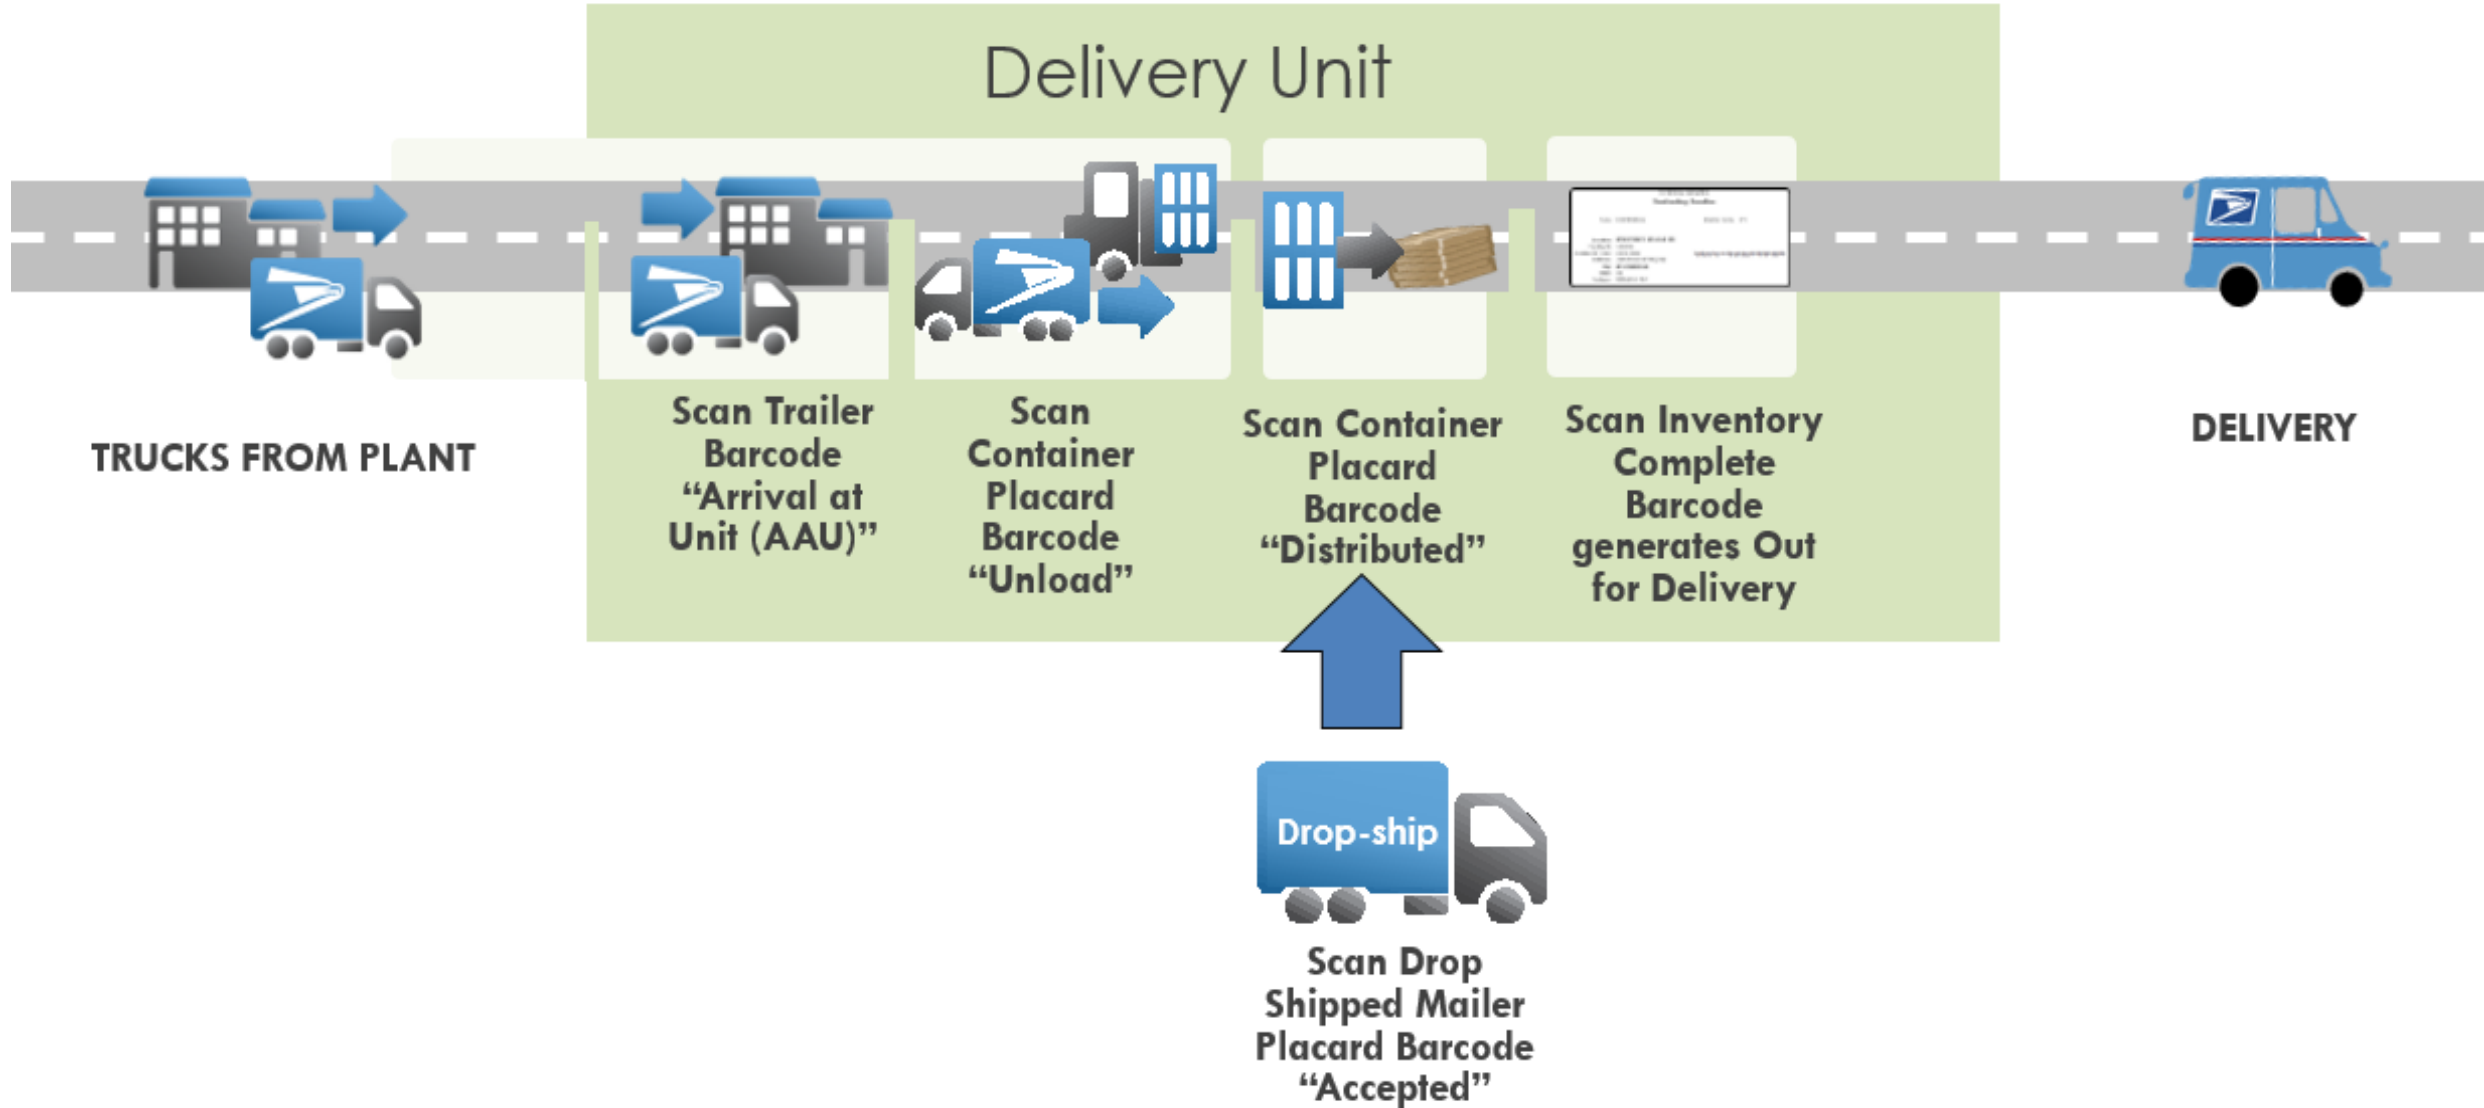 Delivery Unit
TRUCKS FROM PLANT
Scan Trailer
Barcode
“Arrival at
Unit (AAU)”
Scan
Container
Placard
Barcode
“Unload”
Scan Container
Placard
Barcode
“Distributed”
Scan Inventory
Complete
Barcode
generates Out
for Delivery
DELIVERY
Drop-ship
Scan Drop
Shipped Mailer
Placard Barcode
“Accepted”